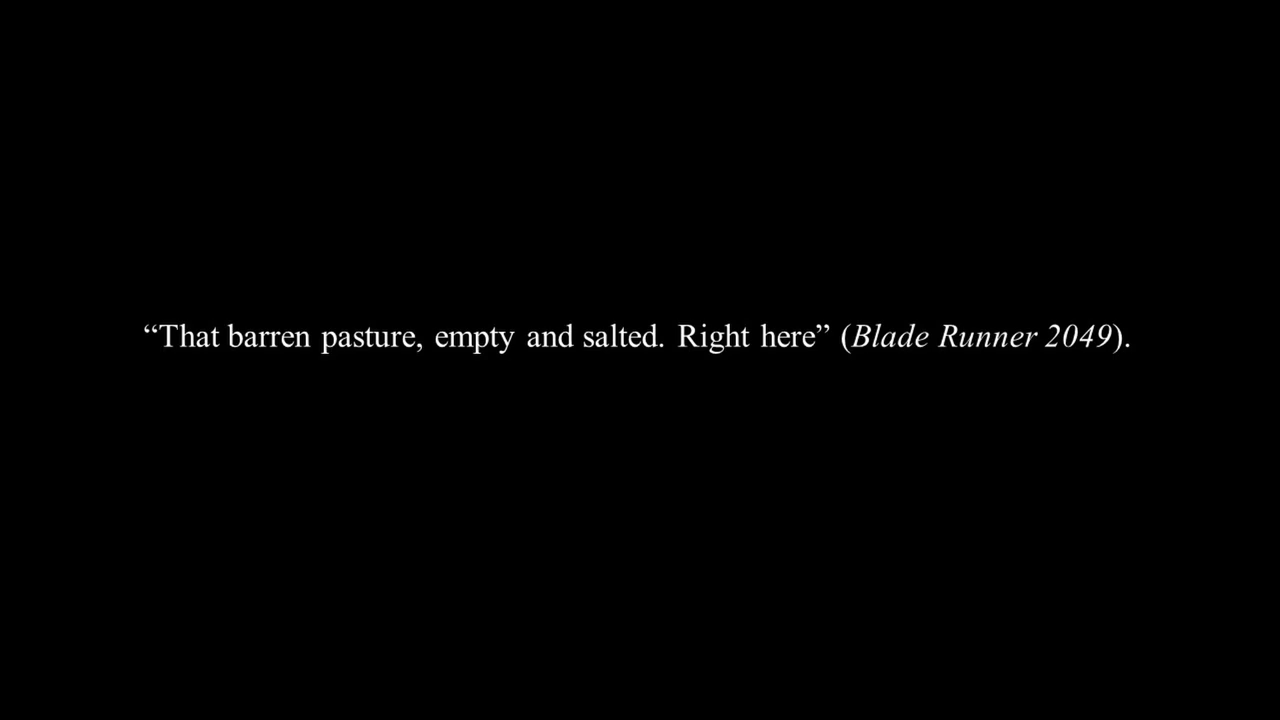 “That barren pasture, empty and salted. Right here” (Blade Runner 2049).